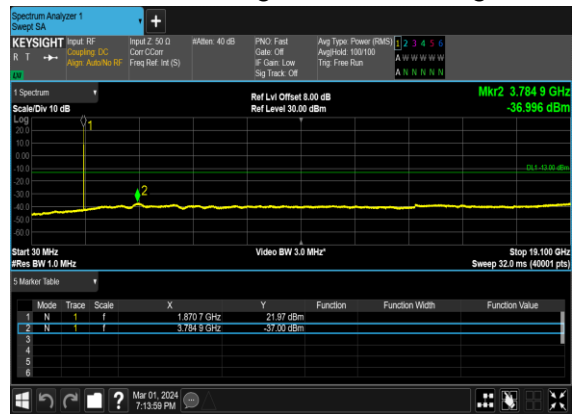 Spectrum Analyzer 1
Swept SA
KEYSIGHT Input: RF Input Z: 50 Ω #Atten: 40 dB PNO: Fast Avg Type: Power (RMS) 1 2 3 4 5 6
R T Coupling: DC Corr CCorr Gate: Off Avg|Hold: 100/100 A W W W W W
Align: Auto/No RF Freq Ref: Int (S) IF Gain: Low Trig: Free Run
LW Sig Track: Off A N N N N N
1 Spectrum Ref Lvl Offset 8.00 dB Mkr2 3.784 9 GHz
Scale/Div 10 dB Ref Level 30.00 dBm -36.996 dBm
Log
20.0
10.0
0.00
-10.0
-20.0
-30.0
-40.0
-50.0
-60.0
1
DL1 -13.00 dBm
2
Start 30 MHz Video BW 3.0 MHz* Stop 19.100 GHz
#Res BW 1.0 MHz Sweep 32.0 ms (40001 pts)
5 Marker Table
Mode Trace Scale X Y Function Function Width Function Value
1 N 1 f 1.870 7 GHz 21.97 dBm
2 N 1 f 3.784 9 GHz -37.00 dBm
3
4
5
6
? Mar 01, 2024
7:13:59 PM